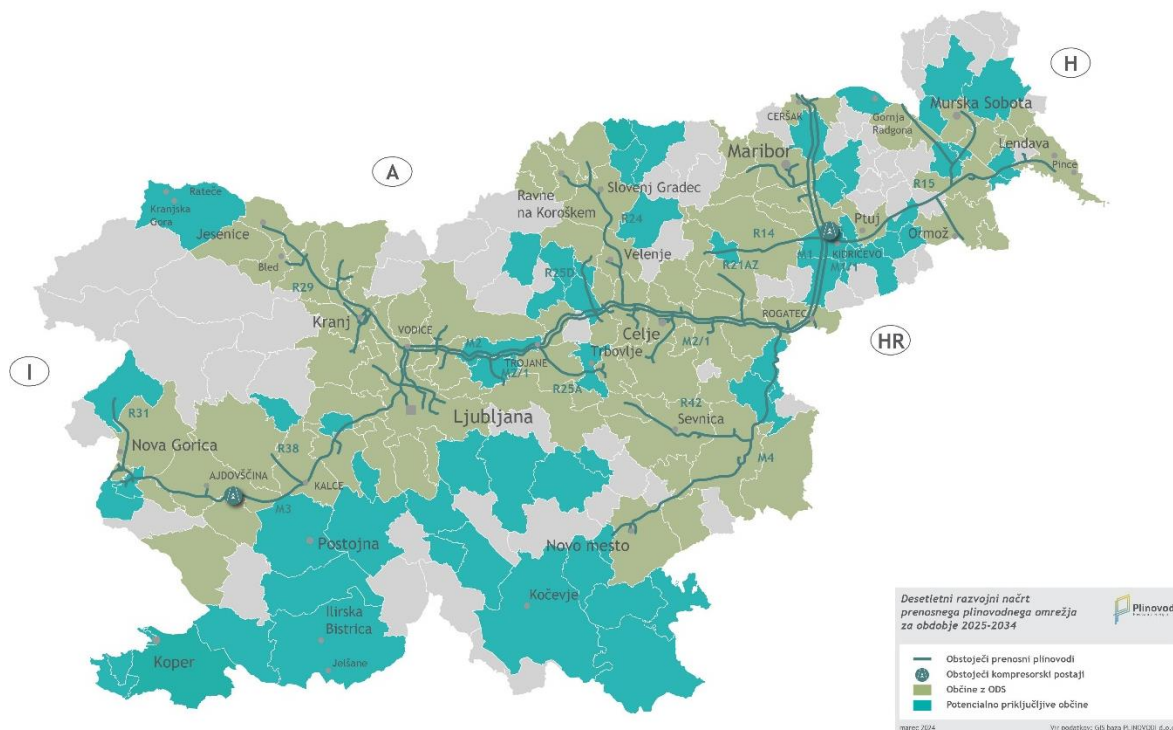 H
Murska Sobota
CERŠAK
Gornja
Radgona
Lendava
Pince
Maribor
A
R15
Rateče
Kranjska
Gora
Ravne
na Koroškem
Slovenj Gradec
R24
Ptuj
Ormož
Jesenice
R14
KIDRIČEVO
Velenje
M1
M1/1
R21AZ
Bled
R25D
R29
ROGATEC
Kranj
VODICE
Celje
HR
M2
TROJANE
M2/1
Trbovlje
M2/1
I
R25A
R42
Ljubljana
Sevnica
R31
Nova Gorica
R38
M4
AJDOVŠČINA
KALCE
M3
Postojna
Novo mesto
Kočevje
Ilirska
Bistrica
Koper
Jelšane
Desetletni razvojni načrt
prenosnega plinovodnega omrežja
za obdobje 2025-2034
Plinovod
Obstoječi prenosni plinovodi
Obstoječi kompresorski postaji
Občine z ODS
Potencialno priključljive občine
marec 2024
Vir podatkov: GIS baza PLINOVODI d.o.o